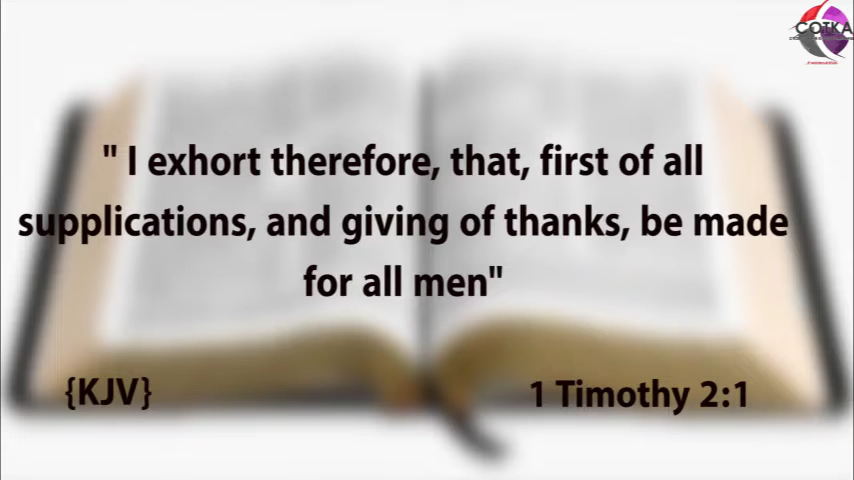 COTKA
" I exhort therefore, that, first of all
supplications, and giving of thanks, be made
for all men"
{KJV}
1 Timothy 2:1